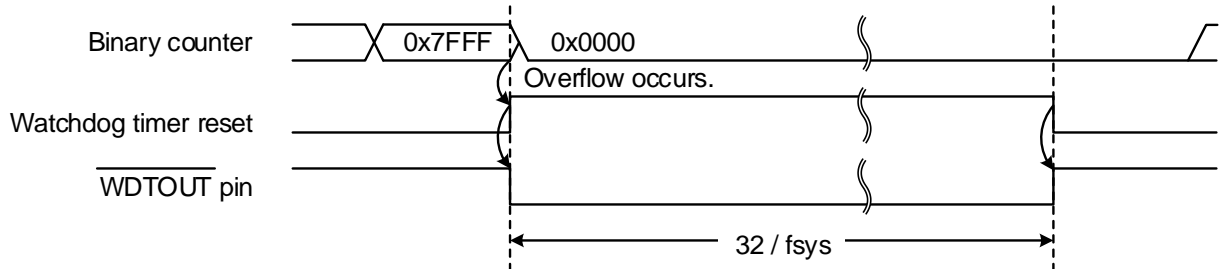 Binary counter 0x7FFF 0x0000
Overflow occurs.
Watchdog timer reset
WDTOUT pin
32 / fsys